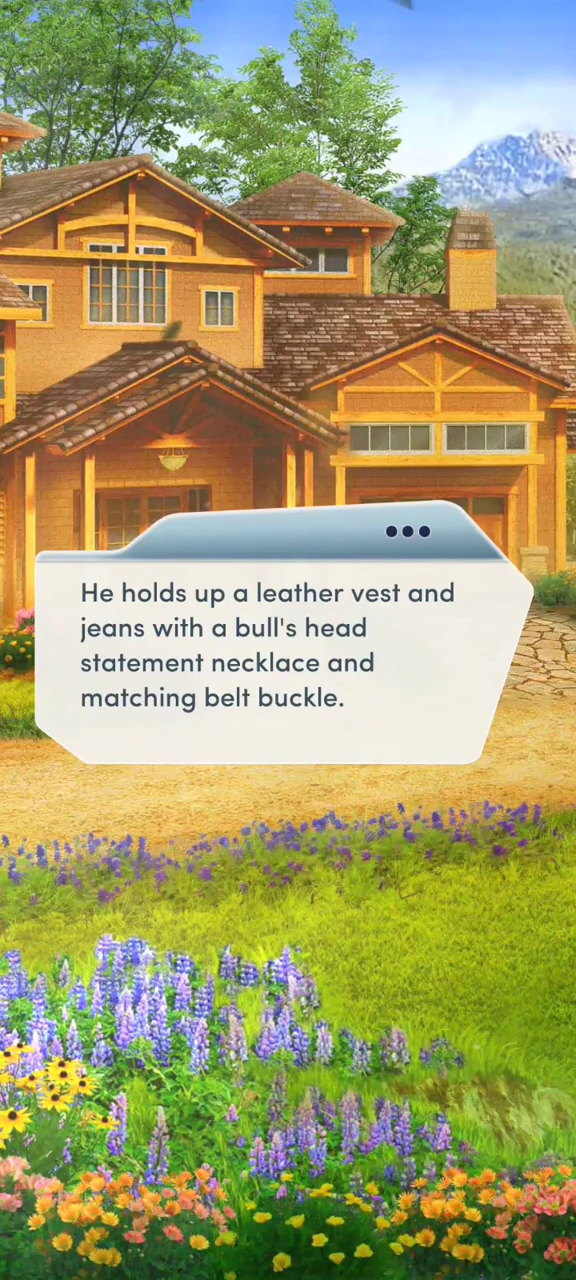 He holds up a leather vest and
jeans with a bull's head
statement necklace and
matching belt buckle.